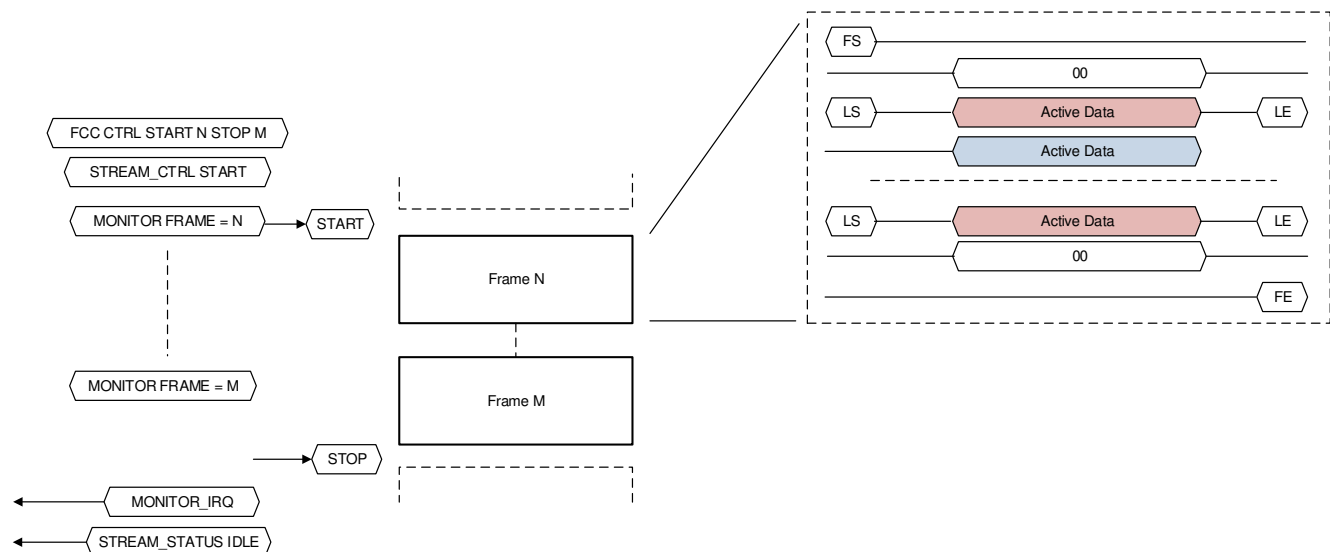 FCC CTRL START N STOP M
STREAM_CTRL START
MONITOR FRAME = N
START
Frame N
MONITOR FRAME = M
Frame M
STOP
MONITOR_IRQ
STREAM_STATUS IDLE
FS
00
LS
Active Data
LE
Active Data
LS
Active Data
LE
00
FE